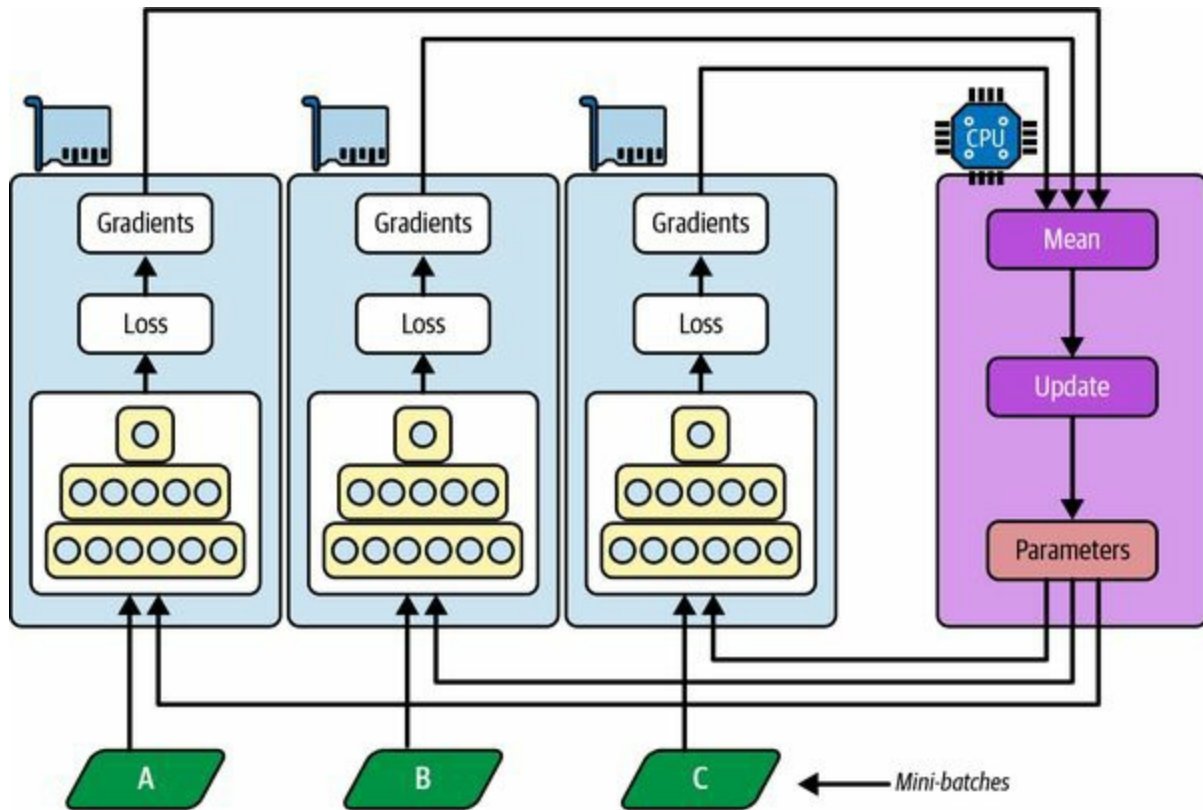 CPU
Gradients
Gradients
Gradients
Mean
Loss
Loss
Loss
Update
Parameters
A
B
C
Mini-batches